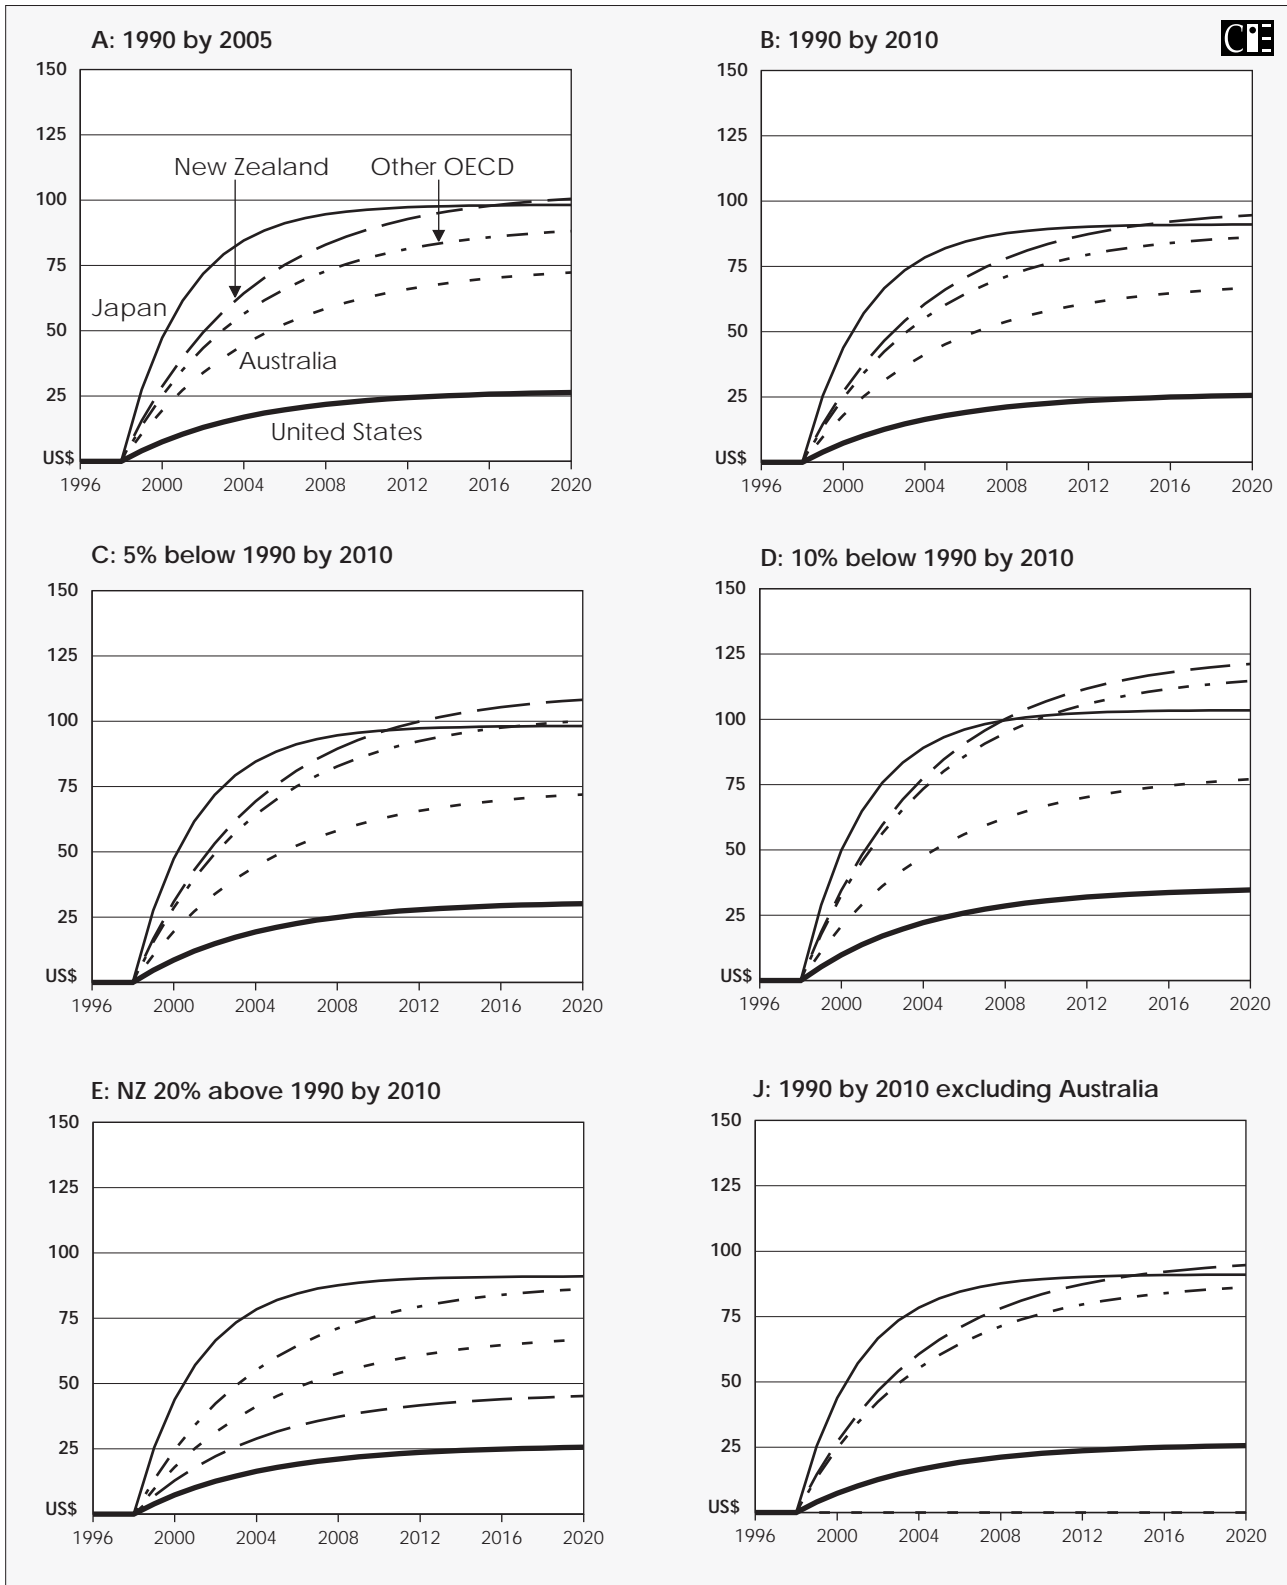 A: 1990 by 2005
150
125
100
75
50
25
US$
New Zealand
Other OECD
Japan
Australia
United States
1996 2000 2004 2008 2012 2016 2020
B: 1990 by 2010
CIE
150
125
100
75
50
25
US$
1996 2000 2004 2008 2012 2016 2020
C: 5% below 1990 by 2010
150
125
100
75
50
25
US$
1996 2000 2004 2008 2012 2016 2020
D: 10% below 1990 by 2010
150
125
100
75
50
25
US$
1996 2000 2004 2008 2012 2016 2020
E: NZ 20% above 1990 by 2010
150
125
100
75
50
25
US$
1996 2000 2004 2008 2012 2016 2020
J: 1990 by 2010 excluding Australia
150
125
100
75
50
25
US$
1996 2000 2004 2008 2012 2016 2020